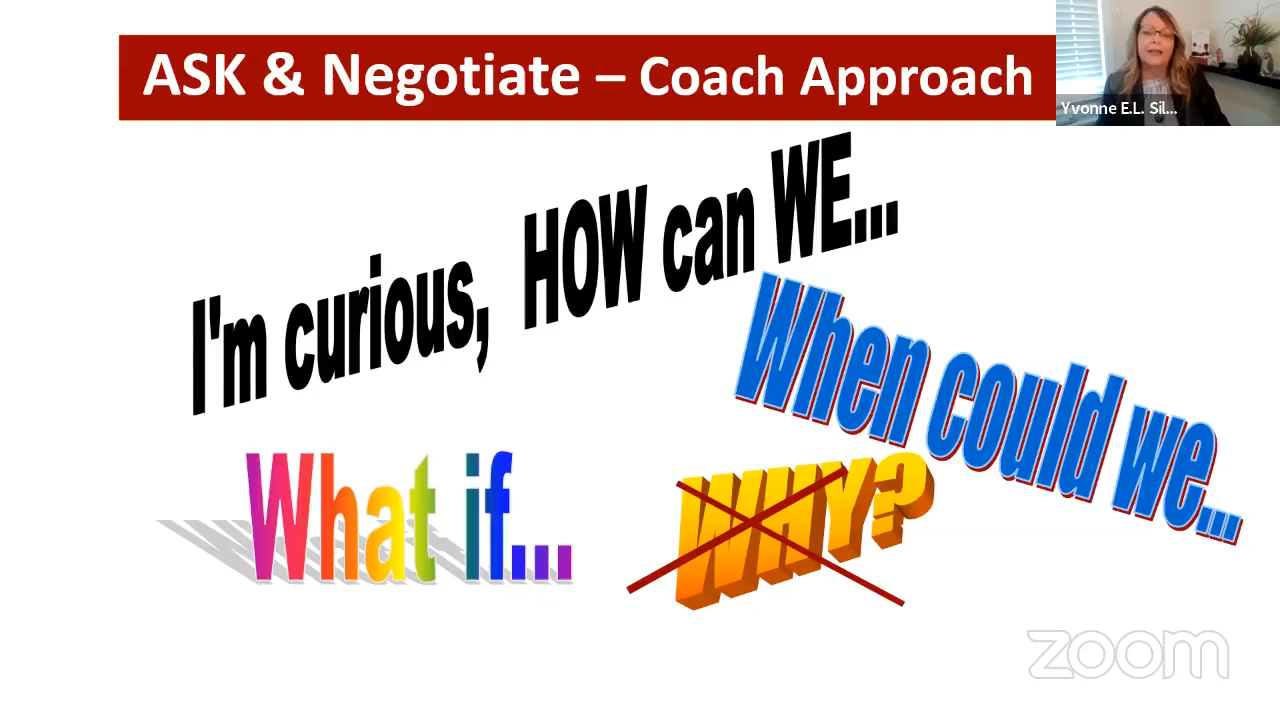 ASK & Negotiate – Coach Approach
Yvonne E.L. Sil...
I'm curious, HOW can WE...
When could we...
What if...
WHY?
zoom